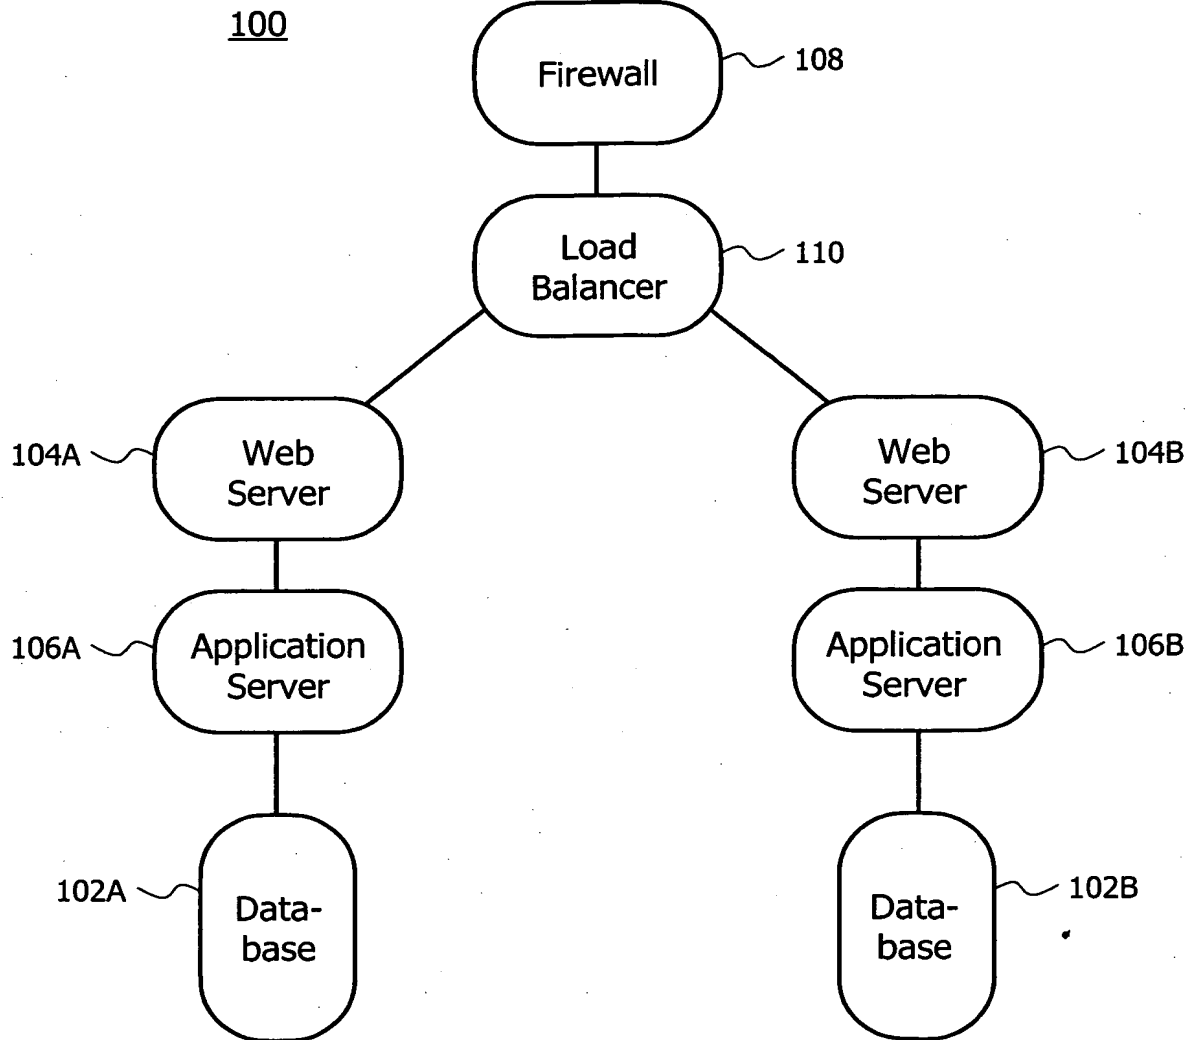 100
Firewall
108
Load
Balancer
110
104A
Web
Server
Web
Server
104B
106A
Application
Server
Application
Server
106B
102A
Data-
base
Data-
base
102B